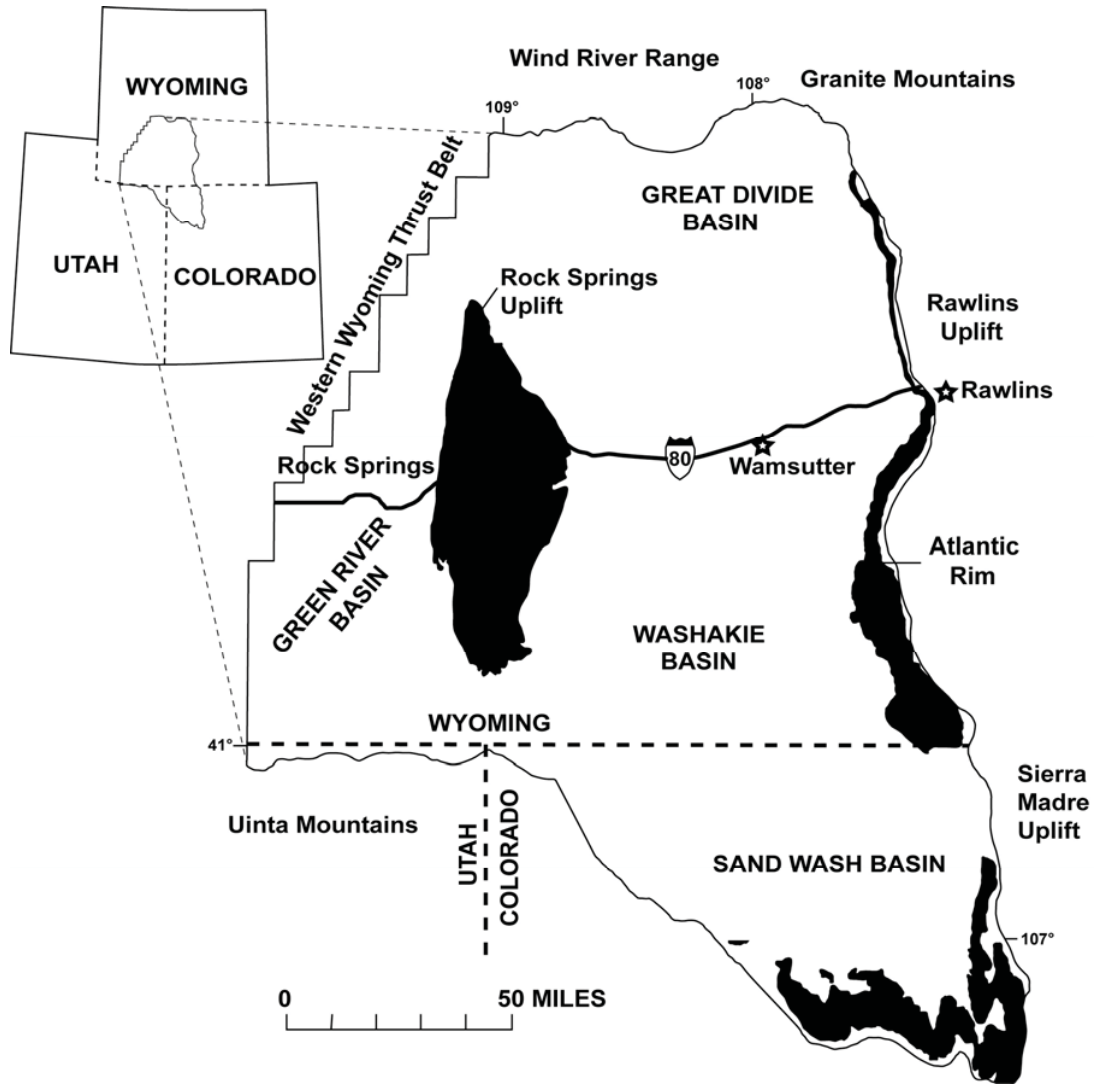 WYOMING
UTAH
COLORADO
Wind River Range
Granite Mountains
109°
108°
Western Wyoming Thrust Belt
GREAT DIVIDE
BASIN
Rock Springs
Uplift
Rawlins
Uplift
Rawlins
80
Wamsutter
Rock Springs
GREEN RIVER
BASIN
Atlantic
Rim
WASHAKIE
BASIN
WYOMING
41°
UTAH
COLORADO
Uinta Mountains
Sierra
Madre
Uplift
SAND WASH BASIN
107°
0
50 MILES